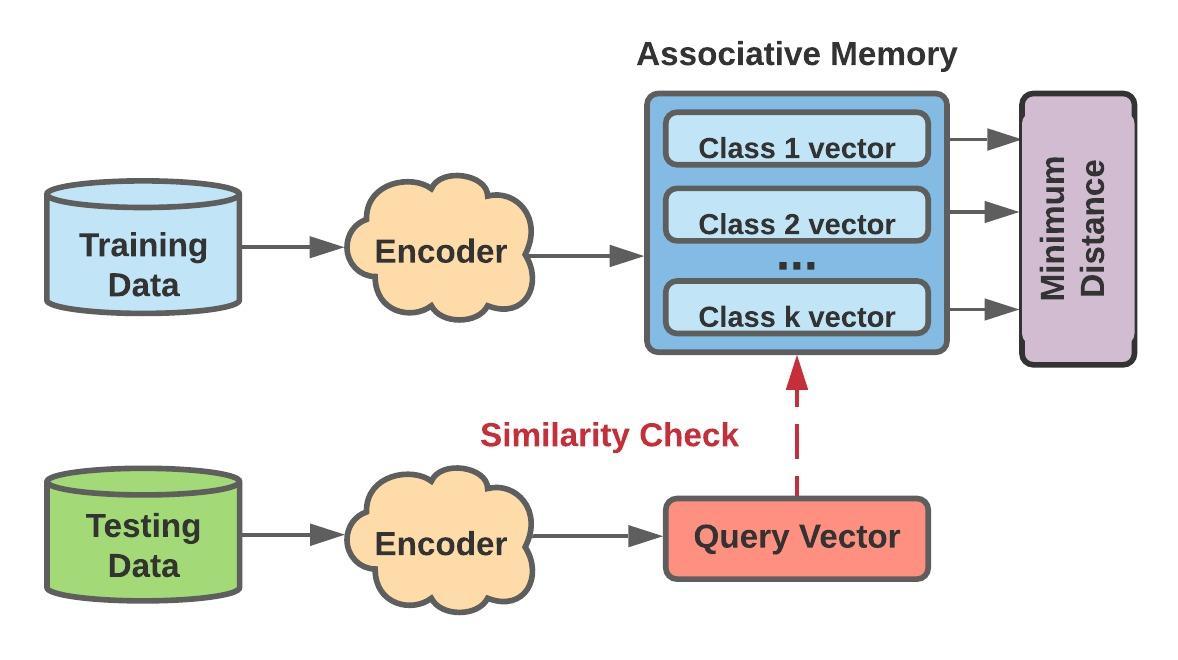 Associative Memory
Class 1 vector
Class 2 vector
...
Class k vector
Minimum
Distance
Training
Data
Encoder
Similarity Check
Testing
Data
Encoder
Query Vector